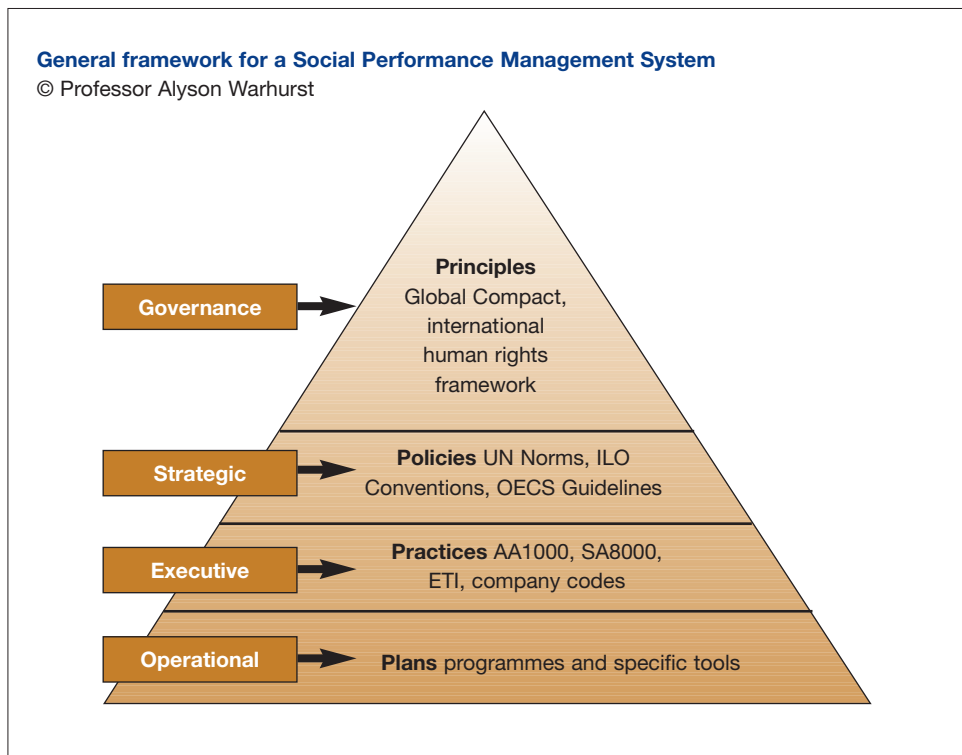 General framework for a Social Performance Management System
© Professor Alyson Warhurst
Governance
Principles
Global Compact,
international
human rights
framework
Strategic
Policies UN Norms, ILO
Conventions, OECS Guidelines
Executive
Practices AA1000, SA8000,
ETI, company codes
Operational
Plans programmes and specific tools